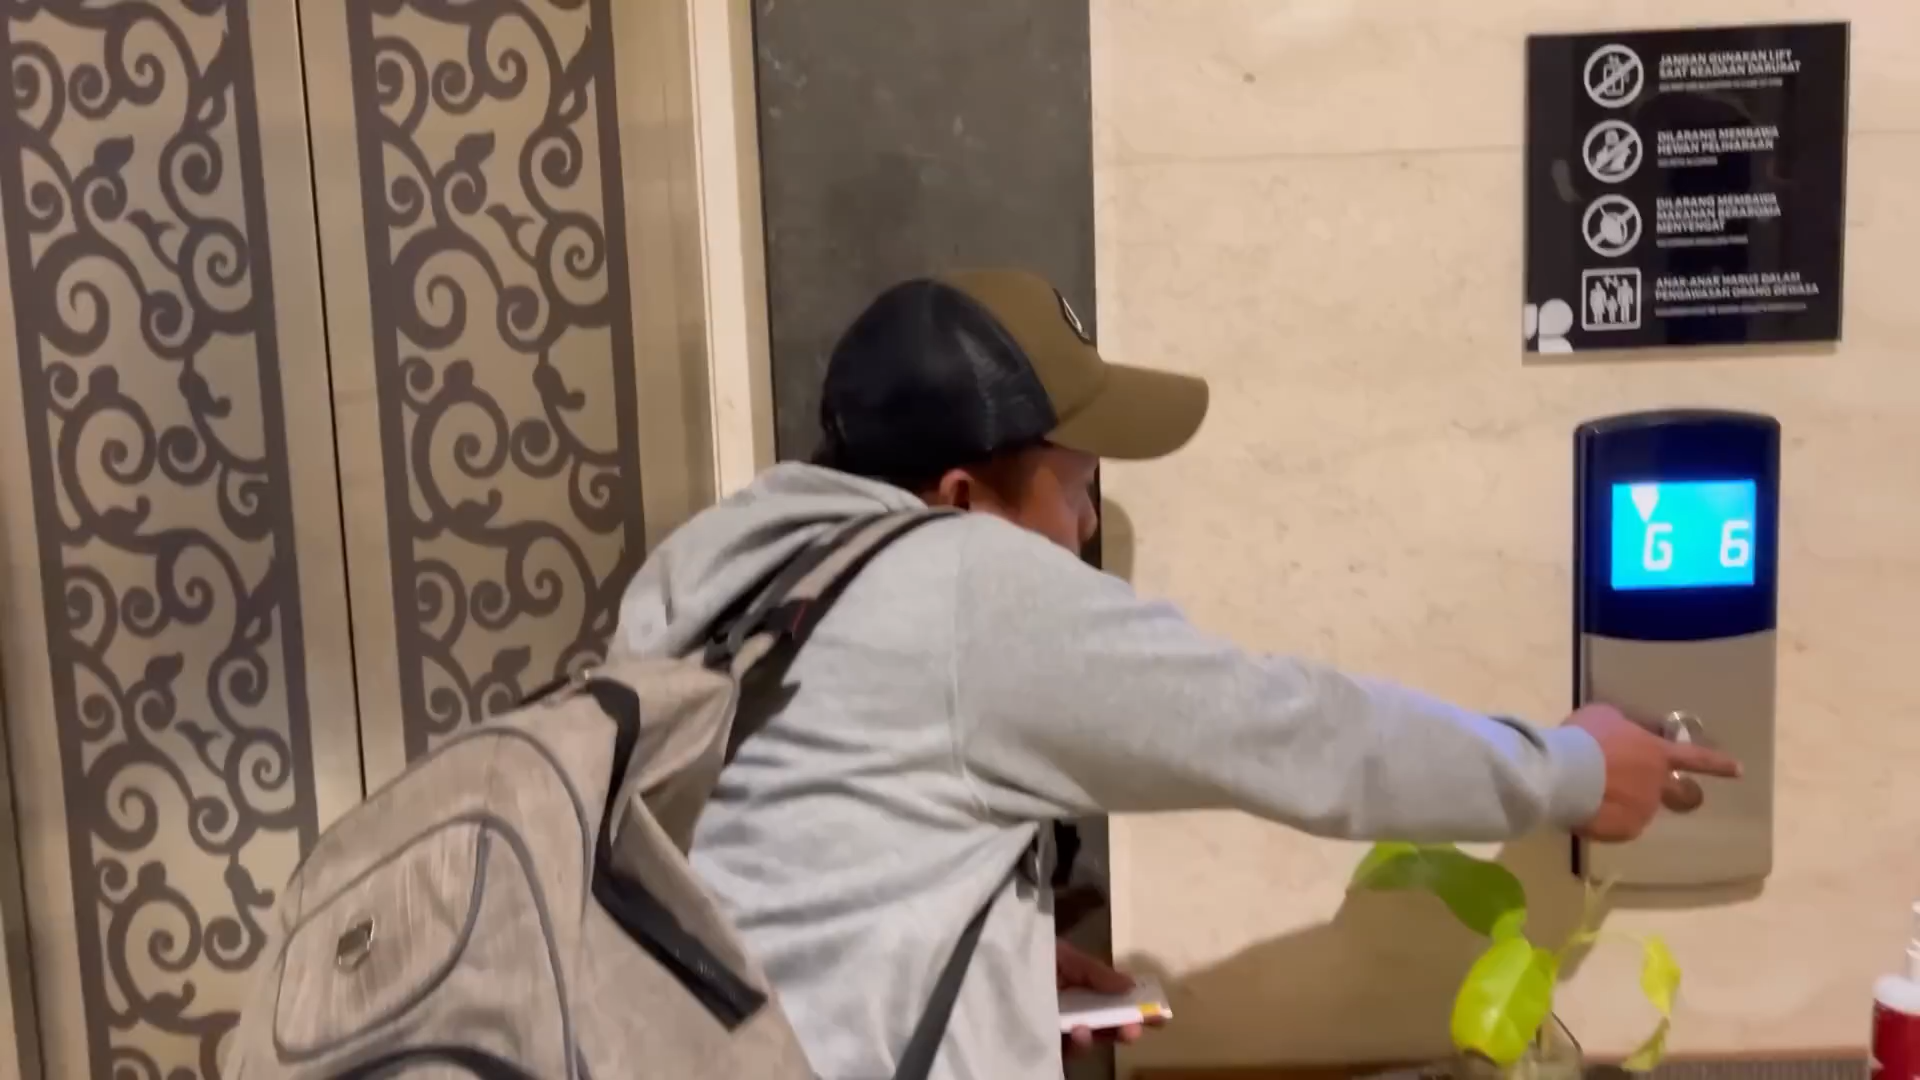 JANGAN GUNAKAN LIFT
SAAT KEADAAN DARURAT
DILARANG MEMBAWA
HEWAN PELIHARAAN
DILARANG MEMBAWA
MAKANAN BERAROMA
MENYENGAT
ANAK-ANAK HARUS DALAM
PENGAWASAN ORANG DEWASA
G 6